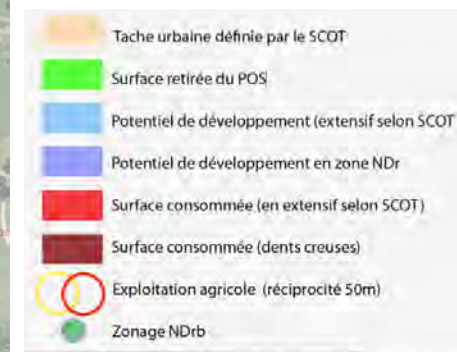 Tache urbaine définie par le SCOT
Surface retirée du POS
Potentiel de développement (extensif selon SCOT
Potentiel de développement en zone NDr
Surface consommée (en extensif selon SCOT)
Surface consommée (dents creuses)
Exploitation agricole (réciprocité 50m)
Zonage NDrb